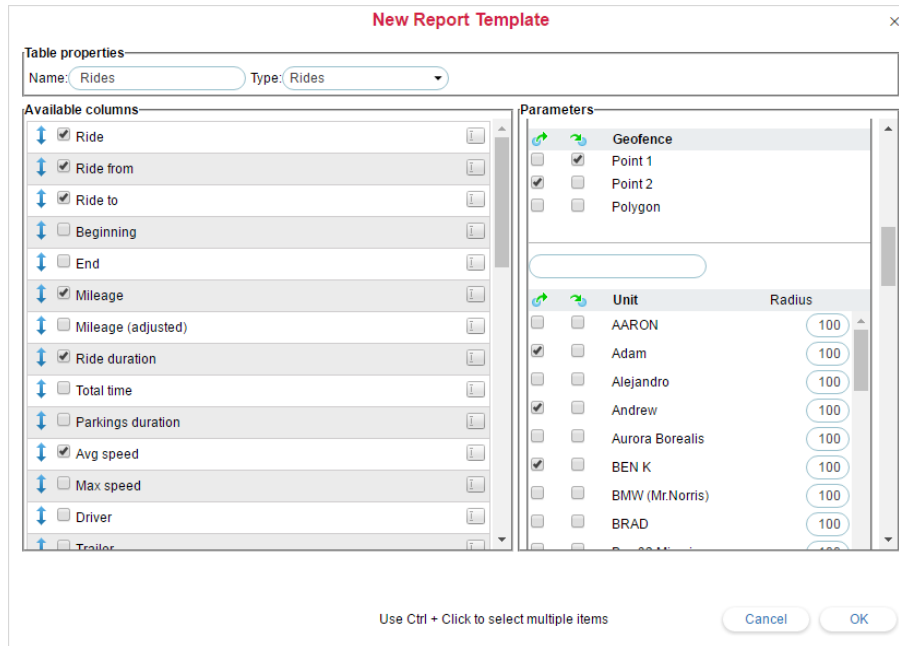 New Report Template
Table properties
Name: Rides Type: Rides
Available columns
Ride
Ride from
Ride to
Beginning
End
Mileage
Mileage (adjusted)
Ride duration
Total time
Parkings duration
Avg speed
Max speed
Driver
Trailer
Parameters
Geofence
Point 1
Point 2
Polygon
Unit Radius
AARON 100
Adam 100
Alejandro 100
Andrew 100
Aurora Borealis 100
BEN K 100
BMW (Mr.Norris) 100
BRAD 100
Use Ctrl + Click to select multiple items
Cancel OK